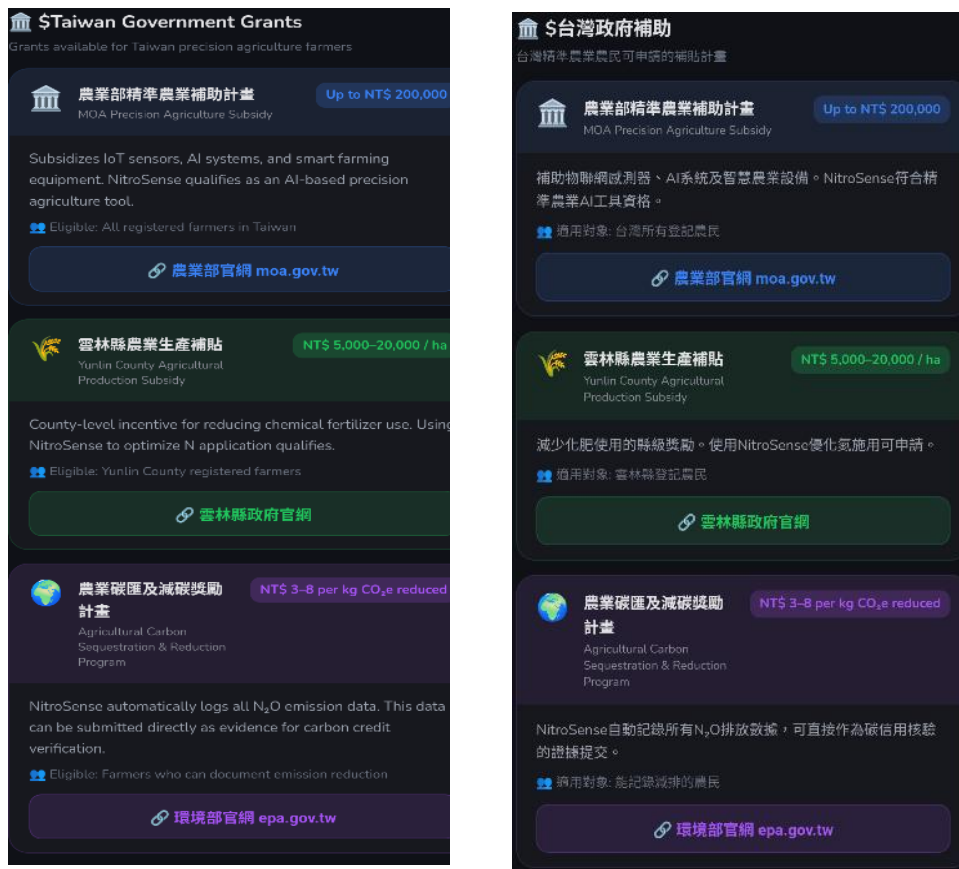 🏛️ $Taiwan Government Grants
Grants available for Taiwan precision agriculture farmers
🏛️ 農業部精準農業補助計畫
Up to NT$ 200,000
MOA Precision Agriculture Subsidy
Subsidizes IoT sensors, AI systems, and smart farming
equipment. NitroSense qualifies as an AI-based precision
agriculture tool.
👥 Eligible: All registered farmers in Taiwan
🔗 農業部官網 moa.gov.tw
🌾 雲林縣農業生產補貼
NT$ 5,000–20,000 / ha
Yunlin County Agricultural
Production Subsidy
County-level incentive for reducing chemical fertilizer use. Using
NitroSense to optimize N application qualifies.
👥 Eligible: Yunlin County registered farmers
🔗 雲林縣政府官網
🌍 農業碳匯及減碳獎勵
計畫
NT$ 3–8 per kg CO₂e reduced
Agricultural Carbon
Sequestration & Reduction
Program
NitroSense automatically logs all N₂O emission data. This data
can be submitted directly as evidence for carbon credit
verification.
👥 Eligible: Farmers who can document emission reduction
🔗 環境部官網 epa.gov.tw
🏛️ $台灣政府補助
台灣精準農業農民可申請的補貼計畫
🏛️ 農業部精準農業補助計畫
Up to NT$ 200,000
MOA Precision Agriculture Subsidy
補助物聯網感測器、AI系統及智慧農業設備。NitroSense符合精
準農業AI工具資格。
👥 適用對象: 台灣所有登記農民
🔗 農業部官網 moa.gov.tw
🌾 雲林縣農業生產補貼
NT$ 5,000–20,000 / ha
Yunlin County Agricultural
Production Subsidy
減少化肥使用的縣級獎勵。使用NitroSense優化氮施用可申請。
👥 適用對象: 雲林縣登記農民
🔗 雲林縣政府官網
🌍 農業碳匯及減碳獎勵
計畫
NT$ 3–8 per kg CO₂e reduced
Agricultural Carbon
Sequestration & Reduction
Program
NitroSense自動記錄所有N₂O排放數據，可直接作為碳信用核驗
的證據提交。
👥 適用對象: 能記錄減排的農民
🔗 環境部官網 epa.gov.tw